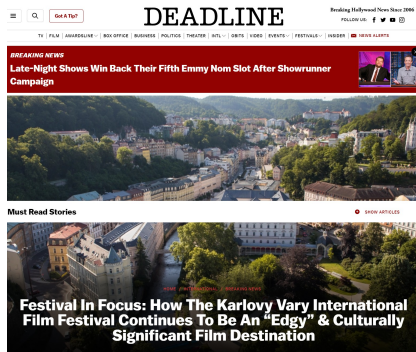 Got A Tip?
DEADLINE
Breaking Hollywood News Since 2006
FOLLOW US:
TV FILM AWARDSLINE BOX OFFICE BUSINESS POLITICS THEATER INTL OBITS VIDEO EVENTS FESTIVALS INSIDER NEWS ALERTS
BREAKING NEWS
Late-Night Shows Win Back Their Fifth Emmy Nom Slot After Showrunner
Campaign
Must Read Stories
SHOW ARTICLES
HOME INTERNATIONAL BREAKING NEWS
Festival In Focus: How The Karlovy Vary International
Film Festival Continues To Be An “Edgy” & Culturally
Significant Film Destination